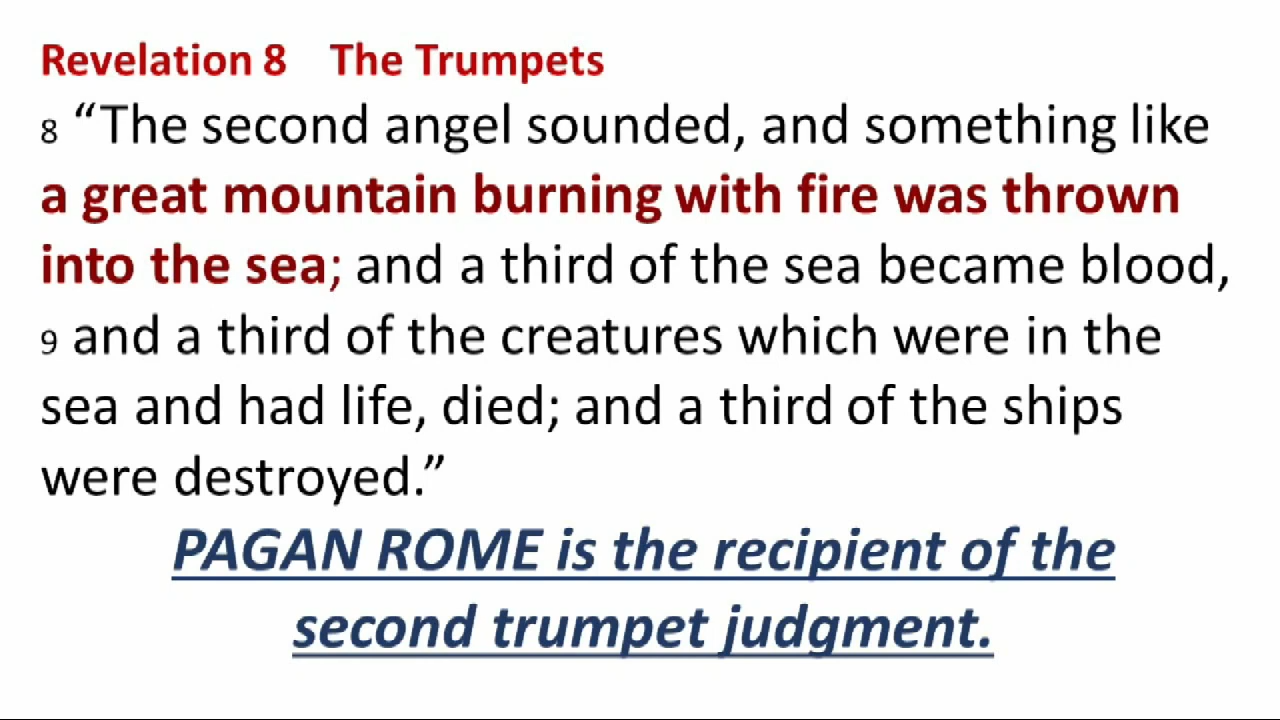 Revelation 8 The Trumpets
8 “The second angel sounded, and something like
a great mountain burning with fire was thrown
into the sea; and a third of the sea became blood,
9 and a third of the creatures which were in the
sea and had life, died; and a third of the ships
were destroyed.”
PAGAN ROME is the recipient of the
second trumpet judgment.